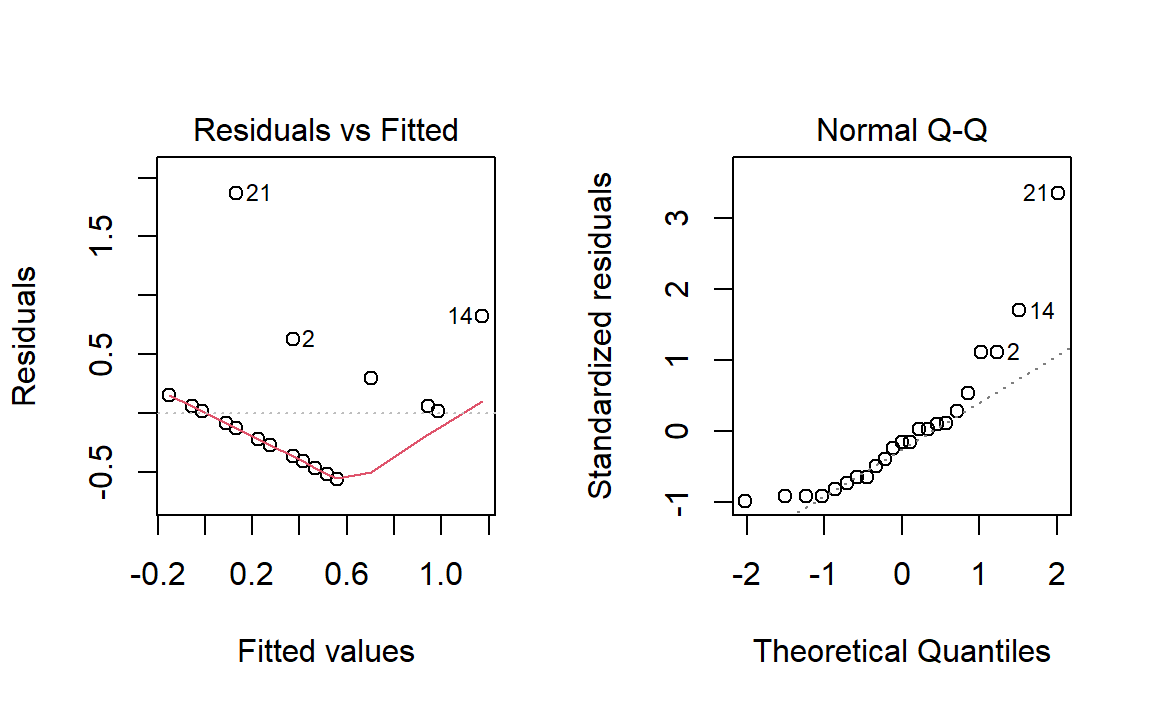 Residuals vs Fitted
Residuals
1.5
0.5
-0.5
21
2
14
-0.2 0.2 0.6 1.0
Fitted values
Normal Q-Q
Standardized residuals
3
2
1
0
-1
21
14
2
-2 -1 0 1 2
Theoretical Quantiles